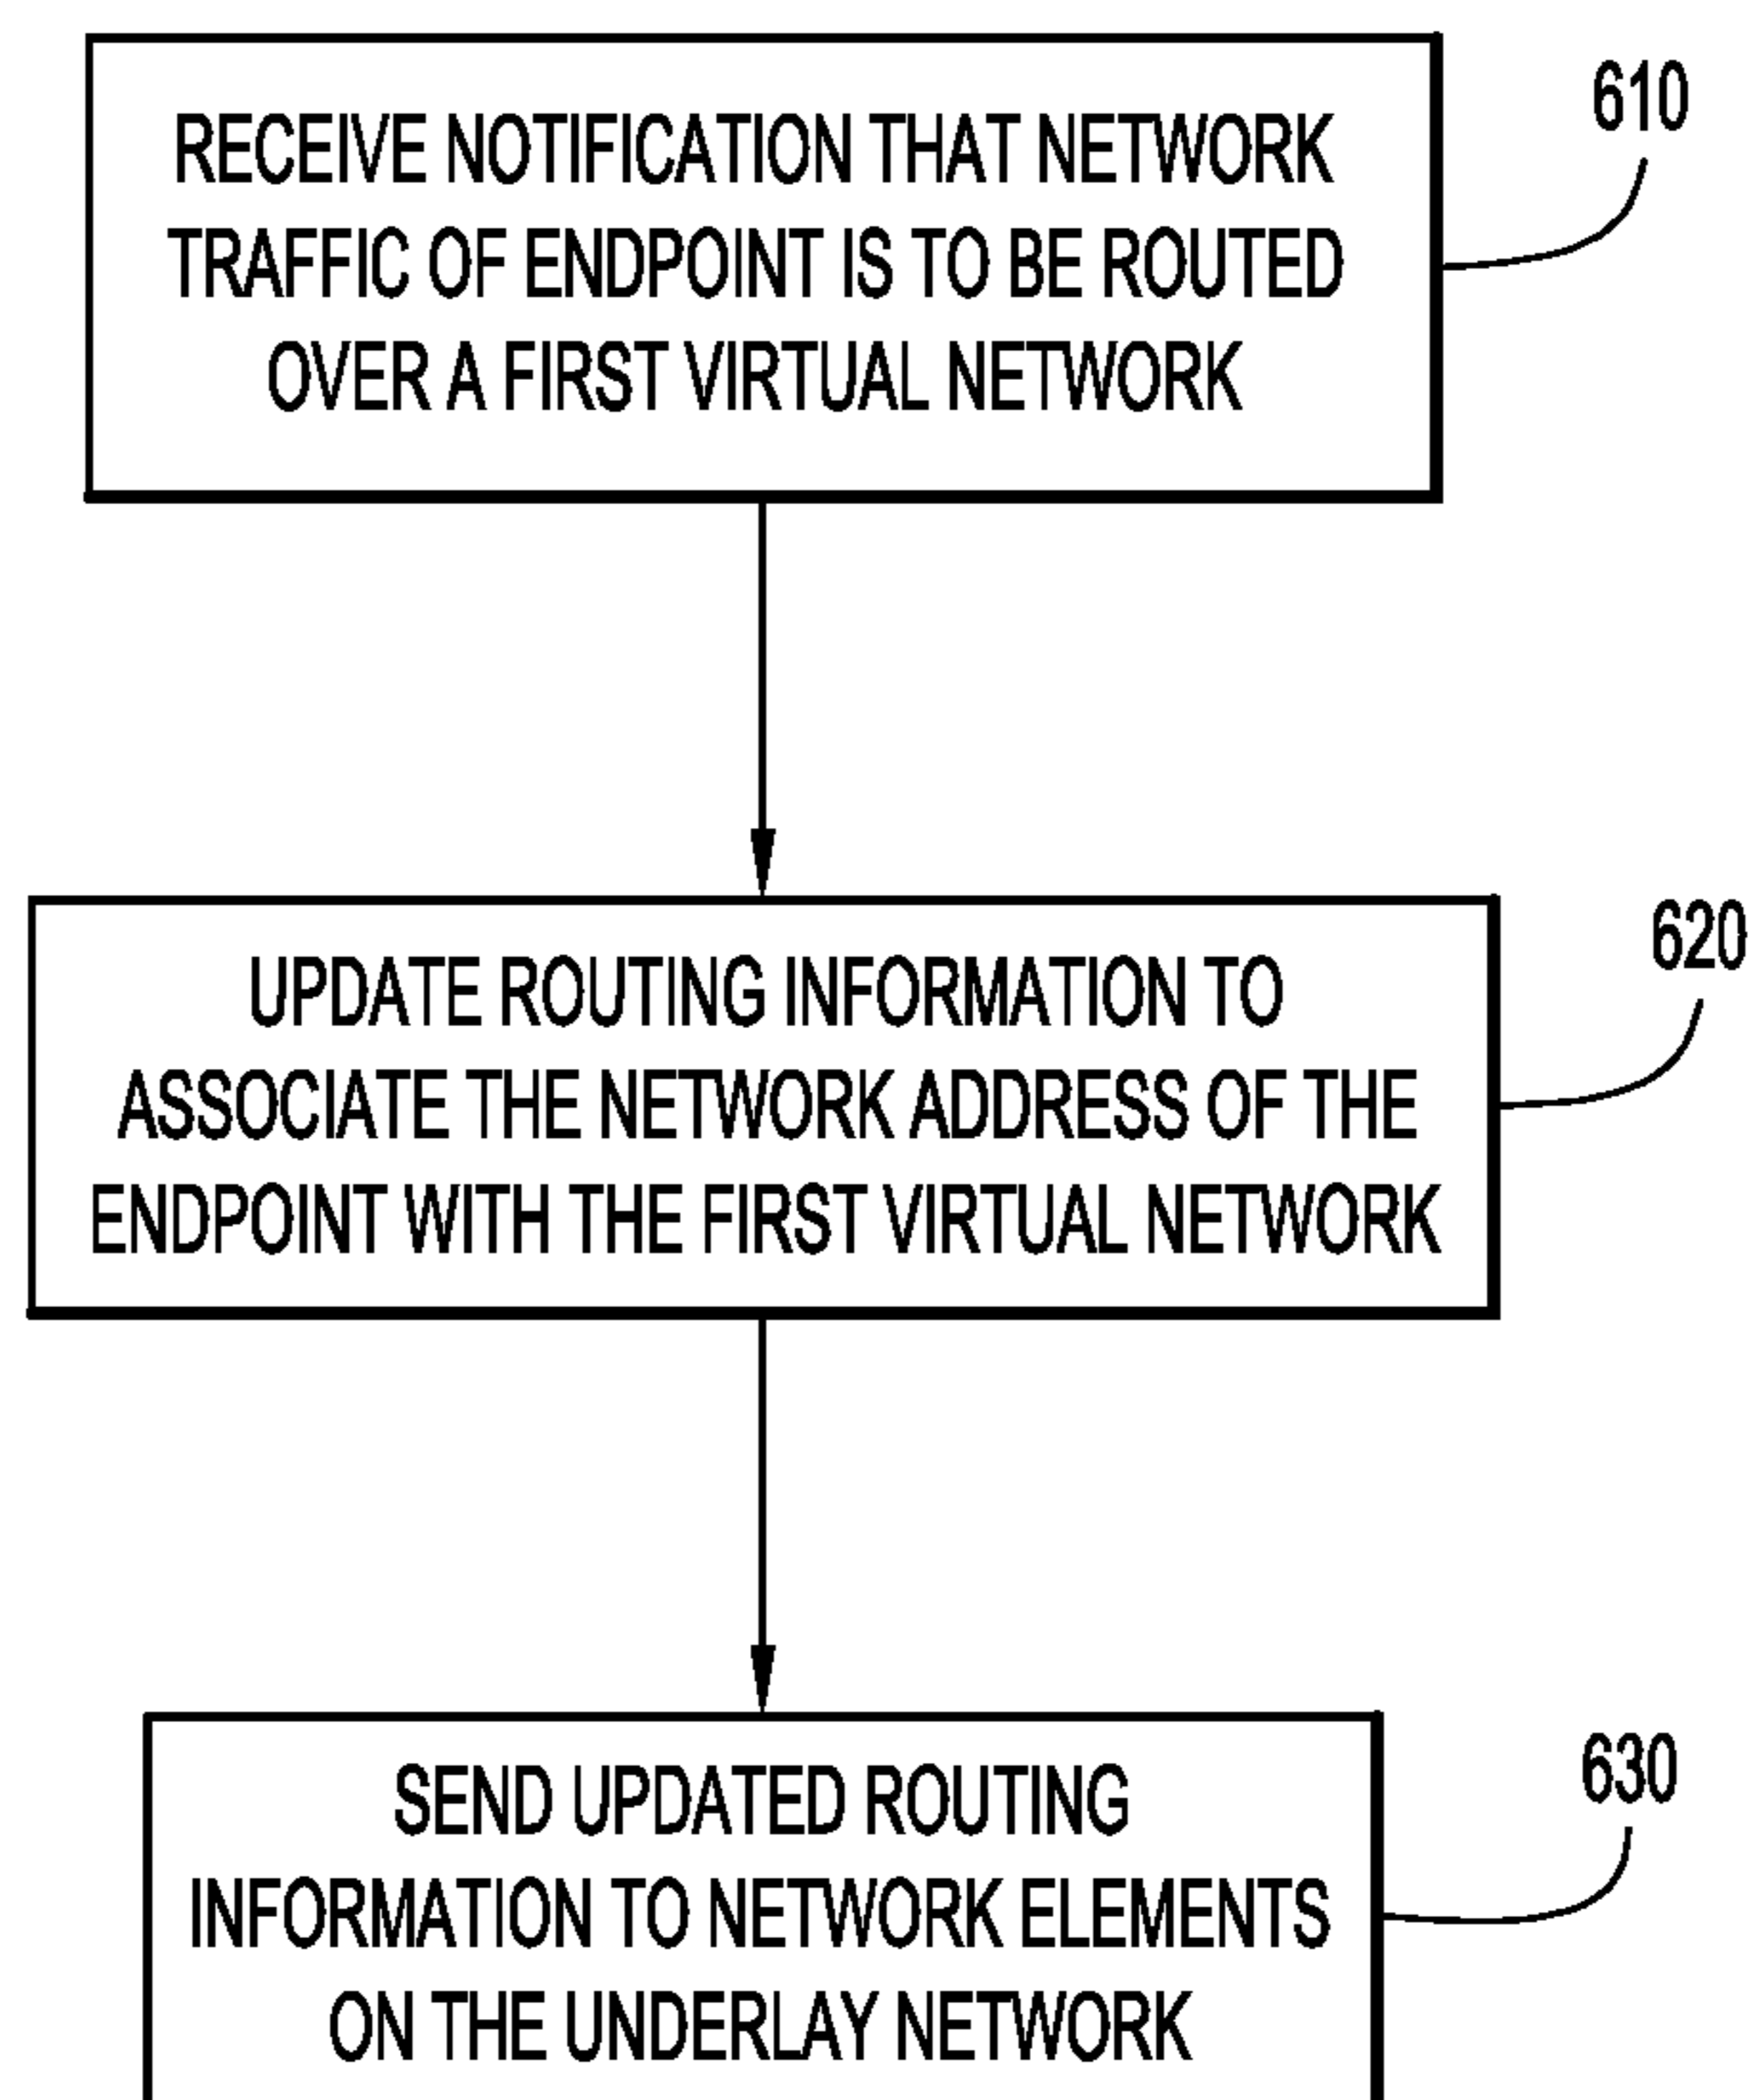 RECEIVE NOTIFICATION THAT NETWORK
TRAFFIC OF ENDPOINT IS TO BE ROUTED
OVER A FIRST VIRTUAL NETWORK
610
UPDATE ROUTING INFORMATION TO
ASSOCIATE THE NETWORK ADDRESS OF THE
ENDPOINT WITH THE FIRST VIRTUAL NETWORK
620
SEND UPDATED ROUTING
INFORMATION TO NETWORK ELEMENTS
ON THE UNDERLAY NETWORK
630